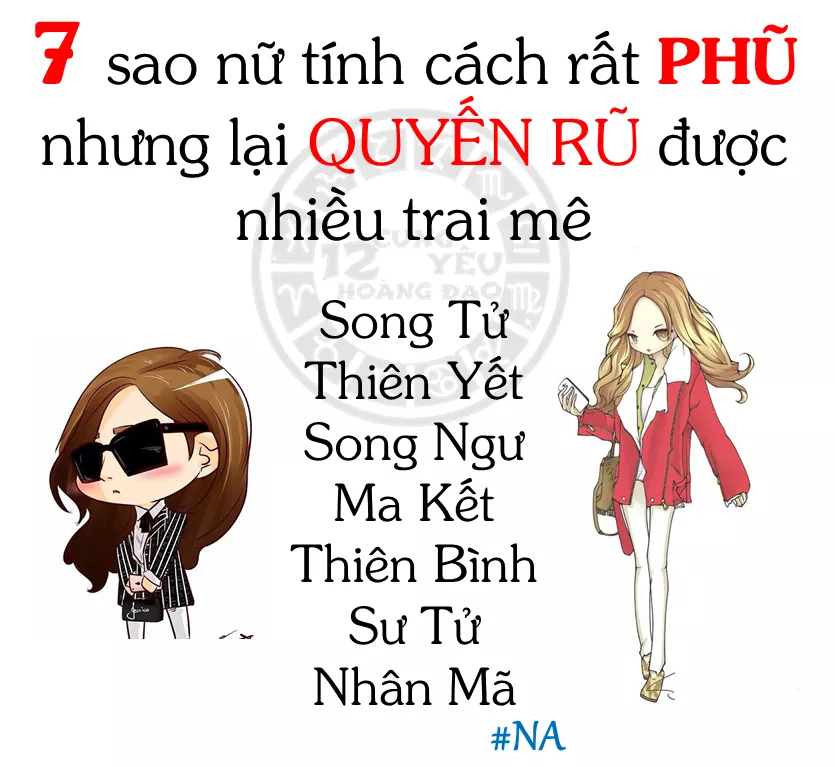 7 sao nữ tính cách rất PHŨ
nhưng lại QUYẾN RŨ được
nhiều trai mê
12 CUNG YÊU
HOÀNG ĐẠO
Song Tử
Thiên Yết
Song Ngư
Ma Kết
Thiên Bình
Sư Tử
Nhân Mã
#NA